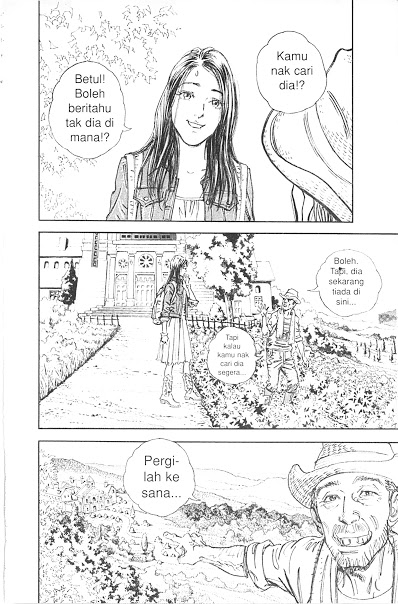 Kamu
nak cari
dia!?
Betul!
Boleh
beritahu
tak dia di
mana!?
Boleh.
Tapi, dia
sekarang
tiada di
sini...
Tapi
kalau
kamu nak
cari dia
segera...
Pergi-
lah ke
sana...